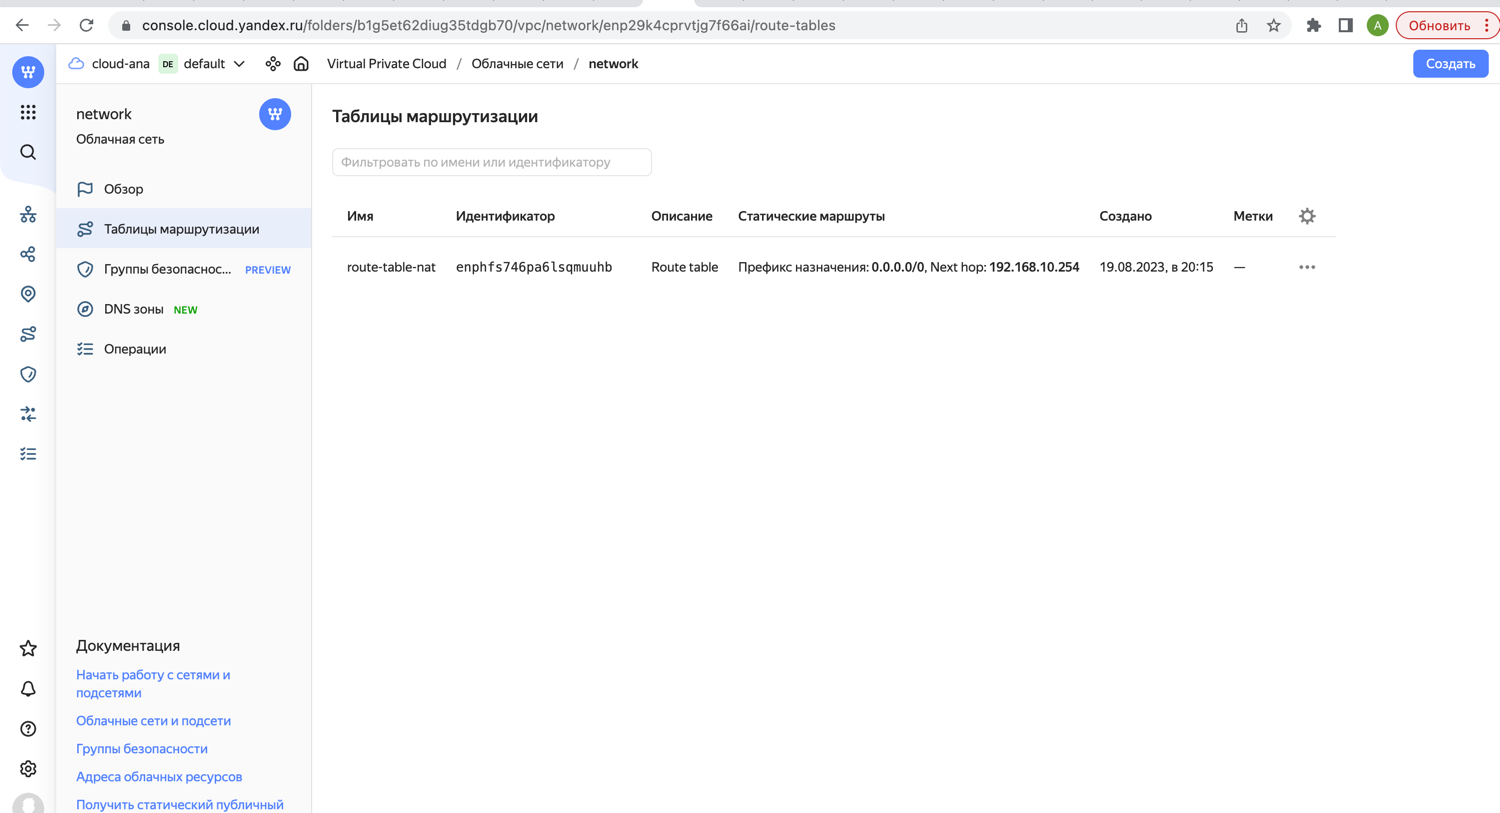 console.cloud.yandex.ru/folders/b1g5et62diug35tdgb70/vpc/network/enp29k4cprvtjg7f66ai/route-tables
A
Обновить
cloud-ana
DE
default
Virtual Private Cloud / Облачные сети / network
Создать
network
Облачная сеть
Обзор
Таблицы маршрутизации
Группы безопаснос... PREVIEW
DNS зоны NEW
Операции
Документация
Начать работу с сетями и
подсетями
Облачные сети и подсети
Группы безопасности
Адреса облачных ресурсов
Получить статический публичный
Таблицы маршрутизации
Фильтровать по имени или идентификатору
Имя Идентификатор Описание Статические маршруты Создано Метки
route-table-nat enphfs746pa6lsqmuuhb Route table Префикс назначения: 0.0.0.0/0, Next hop: 192.168.10.254 19.08.2023, в 20:15 —